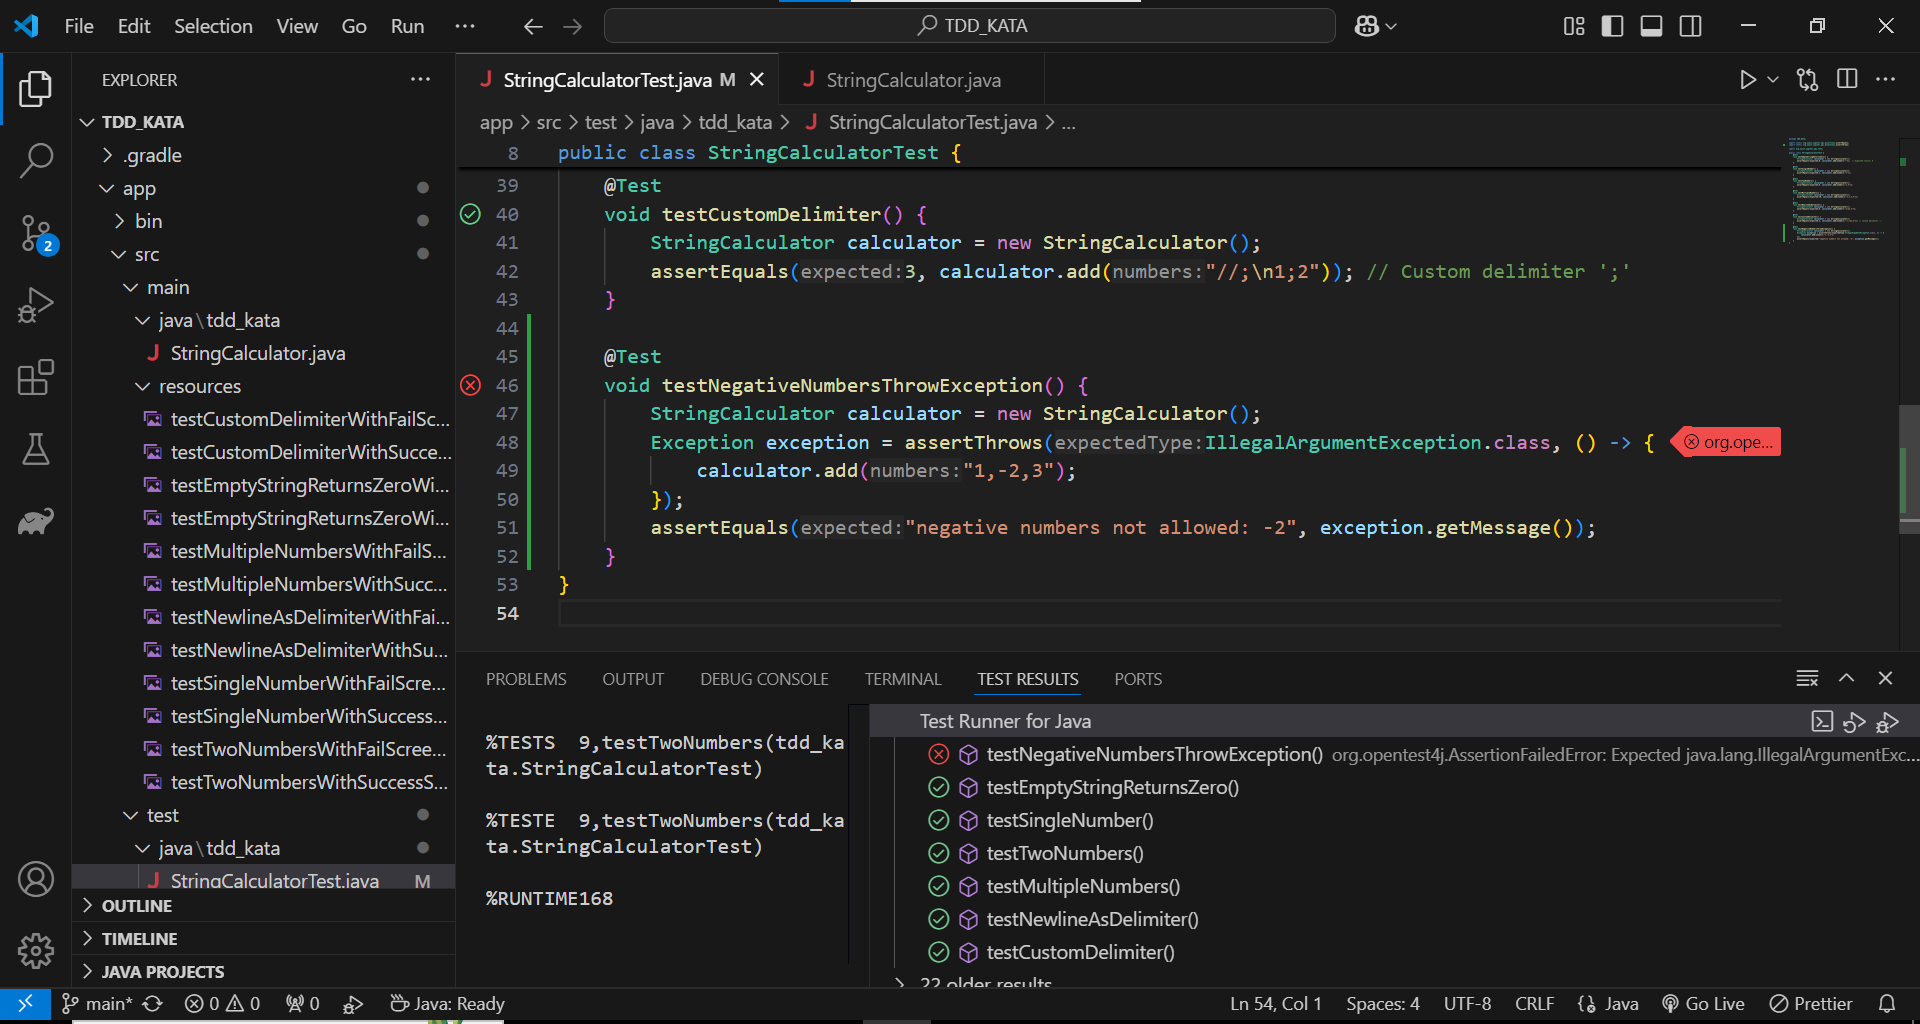 File Edit Selection View Go Run ··· TDD_KATA
EXPLORER ···
TDD_KATA
.gradle
app
bin
src
main
java\tdd_kata
StringCalculator.java
resources
testCustomDelimiterWithFailSc...
testCustomDelimiterWithSucce...
testEmptyStringReturnsZeroWi...
testEmptyStringReturnsZeroWi...
testMultipleNumbersWithFailS...
testMultipleNumbersWithSucc...
testNewlineAsDelimiterWithFai...
testNewlineAsDelimiterWithSu...
testSingleNumberWithFailScre...
testSingleNumberWithSuccess...
testTwoNumbersWithFailScree...
testTwoNumbersWithSuccessS...
test
java\tdd_kata
StringCalculatorTest.java M
OUTLINE
TIMELINE
JAVA PROJECTS
2
J StringCalculatorTest.java M
J StringCalculator.java
app > src > test > java > tdd_kata > J StringCalculatorTest.java > ...
8 public class StringCalculatorTest {
39 @Test
40 void testCustomDelimiter() {
41 StringCalculator calculator = new StringCalculator();
42 assertEquals(expected:3, calculator.add(numbers:"//;\n1;2")); // Custom delimiter ';'
43 }
44
45 @Test
46 void testNegativeNumbersThrowException() {
47 StringCalculator calculator = new StringCalculator();
48 Exception exception = assertThrows(expectedType:IllegalArgumentException.class, () -> { org.ope...
49 calculator.add(numbers:"1,-2,3");
50 });
51 assertEquals(expected:"negative numbers not allowed: -2", exception.getMessage());
52 }
53 }
54
PROBLEMS OUTPUT DEBUG CONSOLE TERMINAL TEST RESULTS PORTS
%TESTS 9,testTwoNumbers(tdd_ka
ta.StringCalculatorTest)
%TESTE 9,testTwoNumbers(tdd_ka
ta.StringCalculatorTest)
%RUNTIME168
Test Runner for Java
testNegativeNumbersThrowException() org.opentest4j.AssertionFailedError: Expected java.lang.IllegalArgumentExc...
testEmptyStringReturnsZero()
testSingleNumber()
testTwoNumbers()
testMultipleNumbers()
testNewlineAsDelimiter()
testCustomDelimiter()
22 older results
main* 0 0 0 Java: Ready Ln 54, Col 1 Spaces: 4 UTF-8 CRLF Java Go Live Prettier